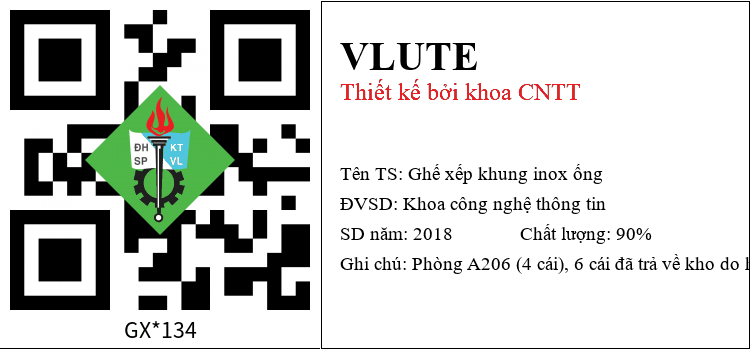 ĐH KT
SP VL
GX*134
VLUTE
Thiết kế bởi khoa CNTT
Tên TS: Ghế xếp khung inox ống
ĐVSD: Khoa công nghệ thông tin
SD năm: 2018 Chất lượng: 90%
Ghi chú: Phòng A206 (4 cái), 6 cái đã trả về kho do